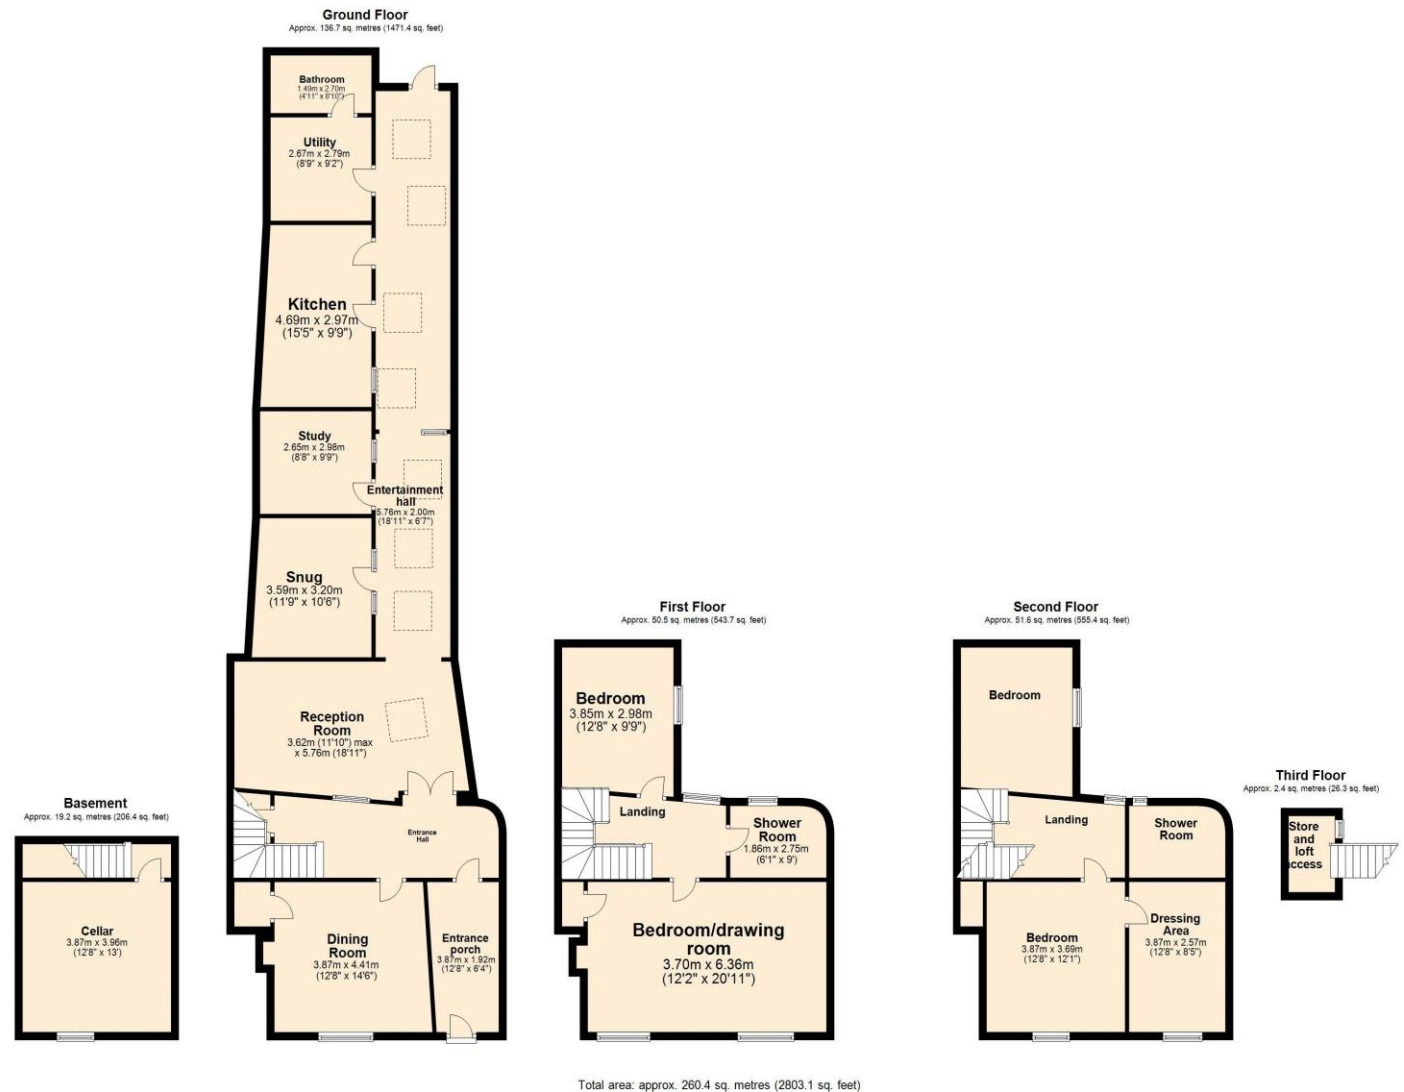 Ground Floor
Approx. 136.7 sq. metres (1471.4 sq. feet)
Bathroom
1.49m x 2.70m
(4'11" x 8'10")
Utility
2.67m x 2.79m
(8'9" x 9'2")
Kitchen
4.69m x 2.97m
(15'5" x 9'9")
Study
2.65m x 2.98m
(8'8" x 9'9")
Entertainment
hall
5.76m x 2.00m
(18'11" x 6'7")
Snug
3.59m x 3.20m
(11'9" x 10'6")
Reception
Room
3.62m (11'10") max
x 5.76m (18'11")
Entrance
Hall
Dining
Room
3.87m x 4.41m
(12'8" x 14'6")
Entrance
porch
3.87m x 1.92m
(12'8" x 6'4")
Basement
Approx. 19.2 sq. metres (206.4 sq. feet)
Cellar
3.87m x 3.96m
(12'8" x 13')
First Floor
Approx. 50.5 sq. metres (543.7 sq. feet)
Bedroom
3.85m x 2.98m
(12'8" x 9'9")
Landing
Shower
Room
1.86m x 2.75m
(6'1" x 9')
Bedroom/drawing
room
3.70m x 6.36m
(12'2" x 20'11")
Second Floor
Approx. 51.6 sq. metres (555.4 sq. feet)
Bedroom
Landing
Shower
Room
Bedroom
3.87m x 3.69m
(12'8" x 12'1")
Dressing
Area
3.87m x 2.57m
(12'8" x 8'5")
Third Floor
Approx. 2.4 sq. metres (26.3 sq. feet)
Store
and
loft
access
Total area: approx. 260.4 sq. metres (2803.1 sq. feet)